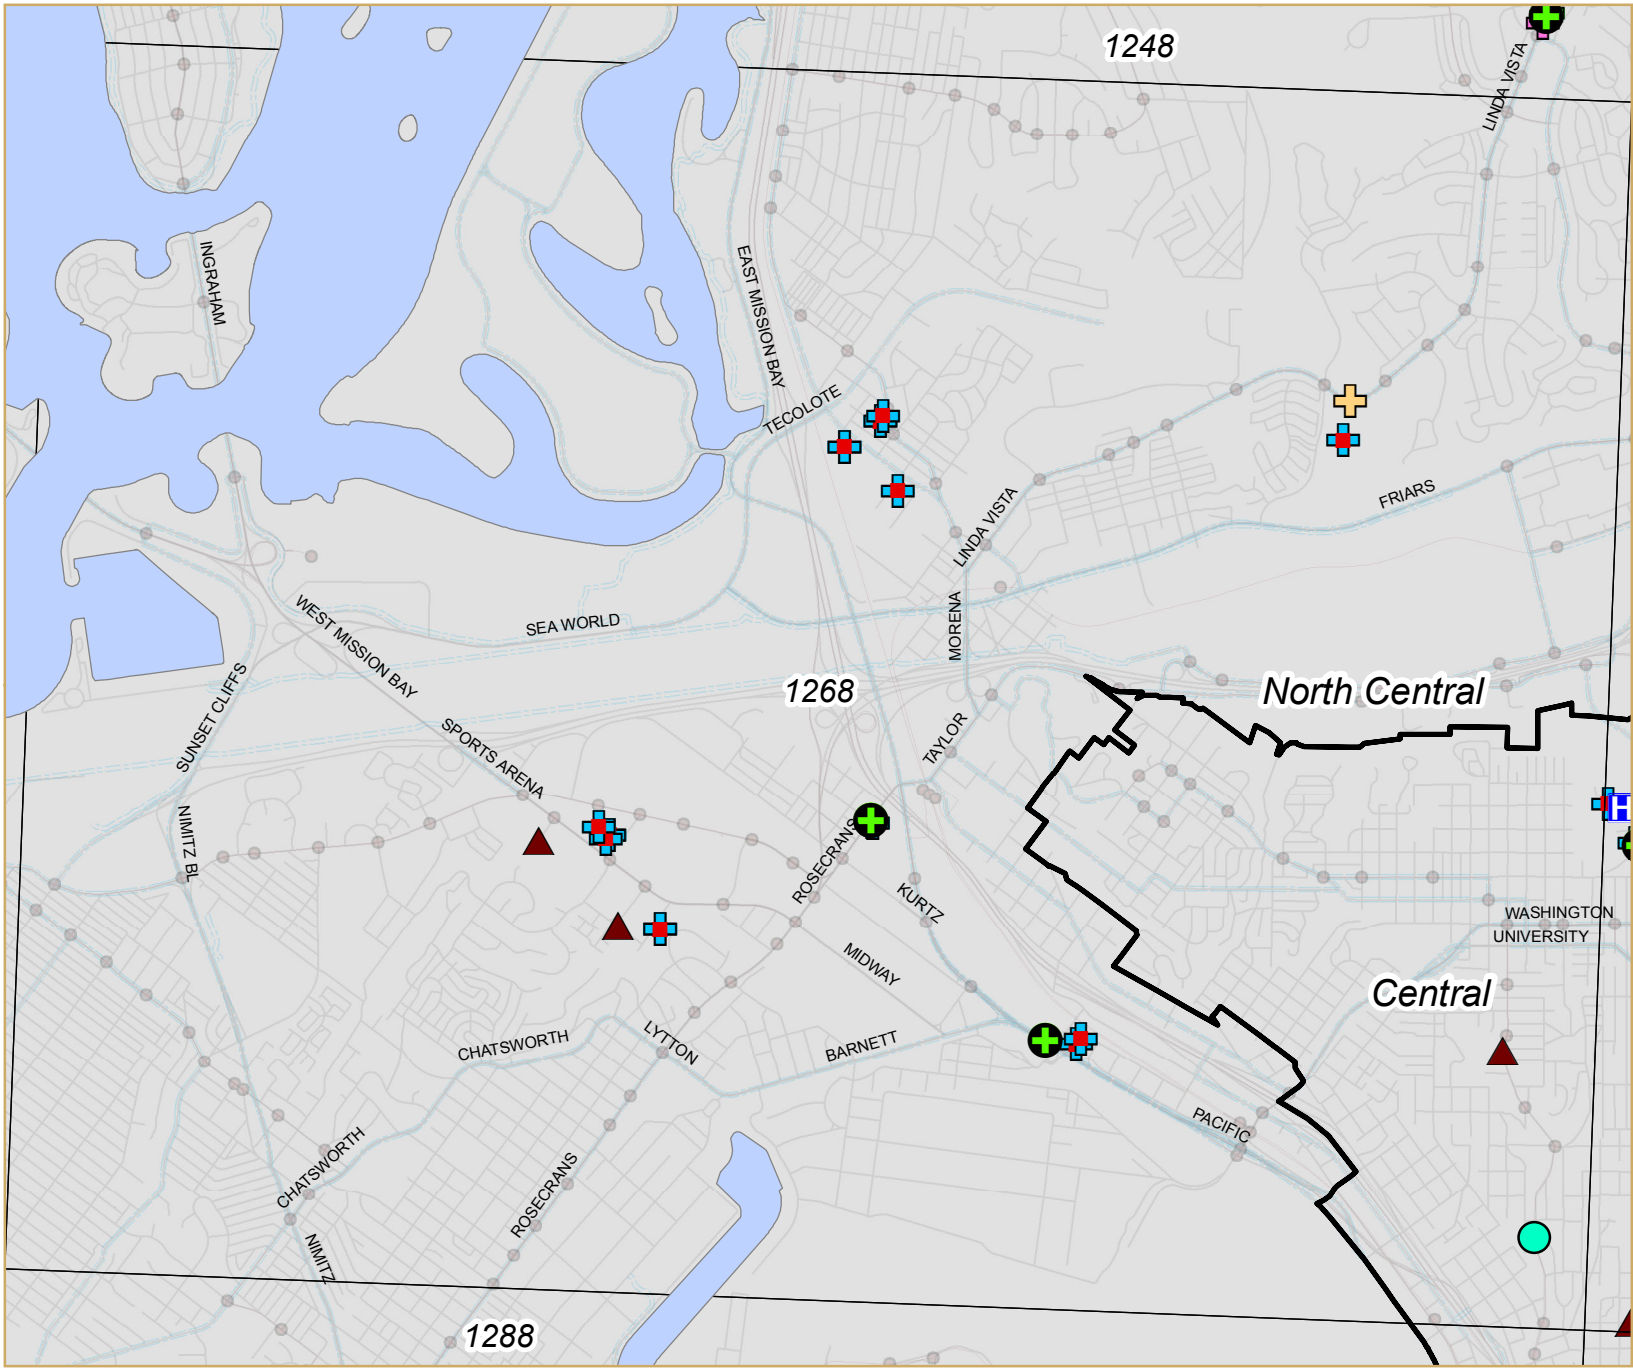 1248
LINDA VISTA
INGRAHAM
EAST MISSION BAY
TECOLOTE
FRIARS
LINDA VISTA
MORENA
SEA WORLD
WEST MISSION BAY
SUNSET CLIFFS
1268
North Central
TAYLOR
SPORTS ARENA
NIMITZ BL
H
ROSECRANS
KURTZ
WASHINGTON
UNIVERSITY
MIDWAY
Central
CHATSWORTH
LYTTON
BARNETT
PACIFIC
CHATSWORTH
ROSECRANS
NIMITZ
1288